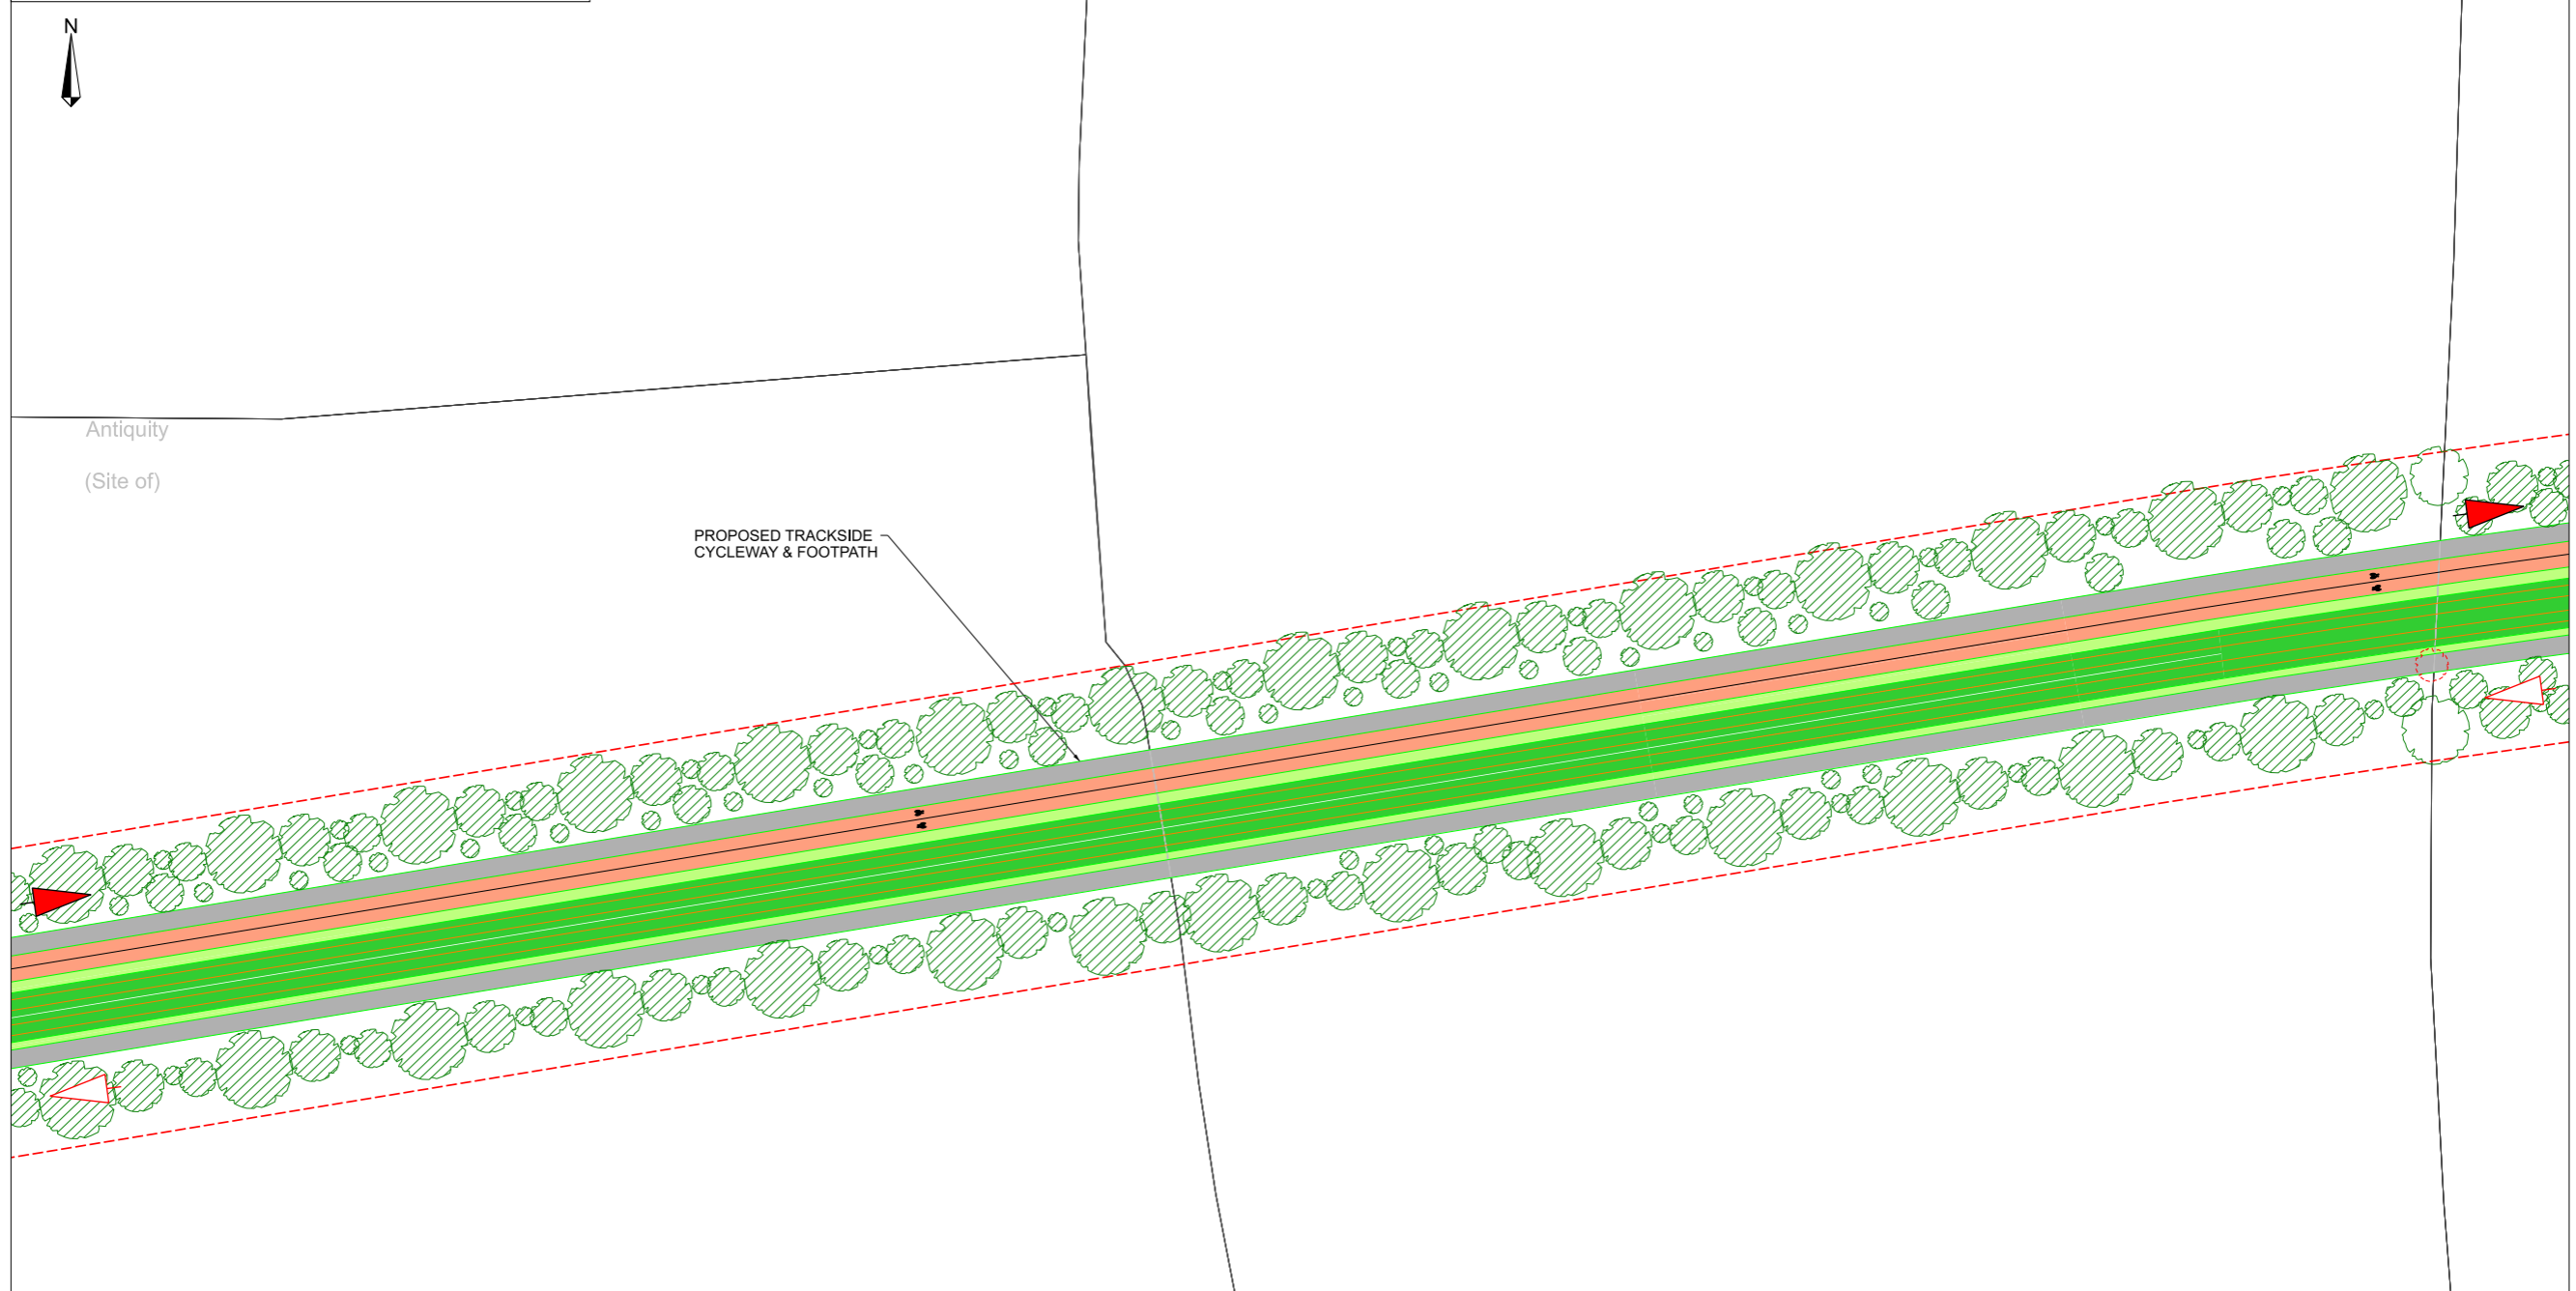 N
Antiquity
(Site of)
PROPOSED TRACKSIDE
CYCLEWAY & FOOTPATH